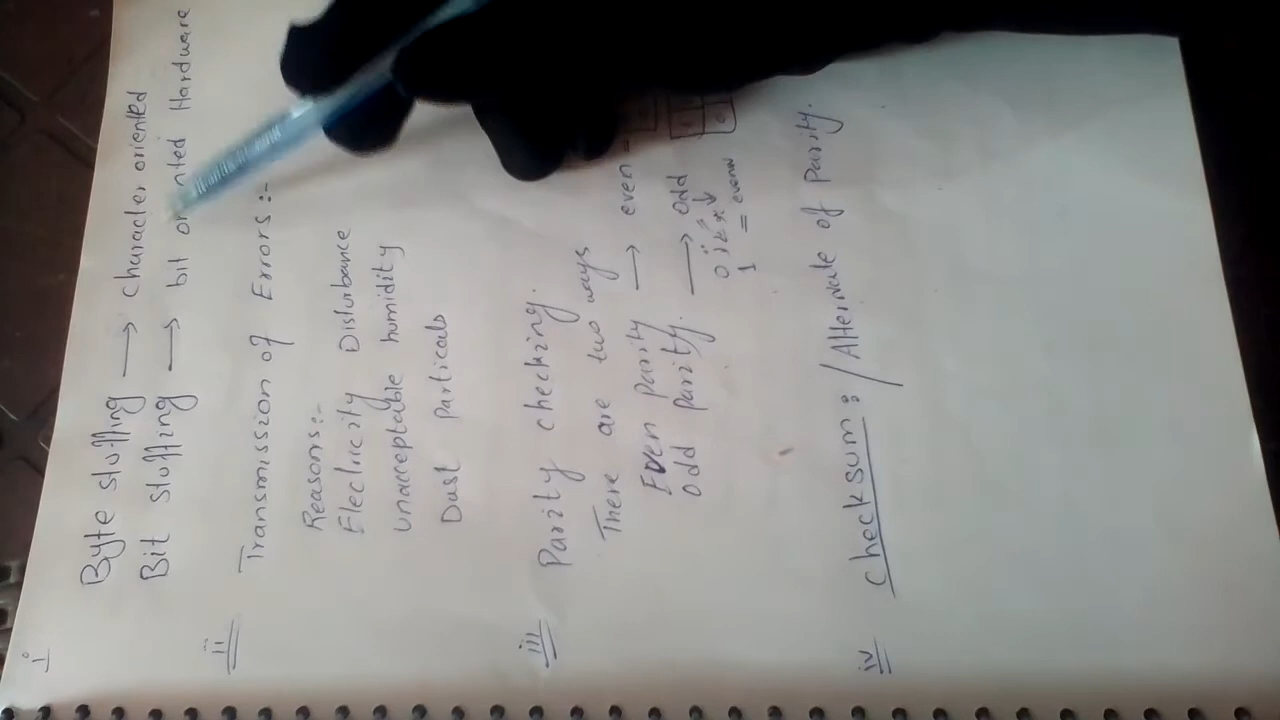 i
Byte stuffing → character oriented
Bit stuffing → bit oriented Hardware
ii Transmission of Errors :-
Reasons:-
Electricity Disturbance
Unacceptable humidity
Dust Particals
iii Parity checking.
There are two ways
Even parity → even
odd parity. → odd
1 = even
iv checksum: / Alternate of Parity.